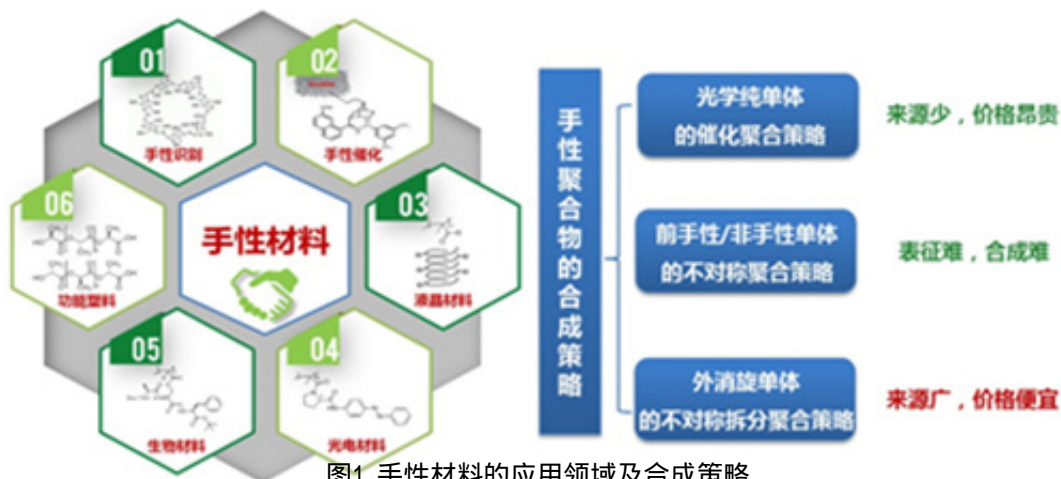 01
手性识别
02
手性催化
03
液晶材料
04
光电材料
05
生物材料
06
功能塑料
手性材料
手性聚合物的合成策略
光学纯单体
的催化聚合策略
来源少，价格昂贵
前手性/非手性单体
的不对称聚合策略
表征难，合成难
外消旋单体
的不对称拆分聚合策略
来源广，价格便宜
图1 手性材料的应用领域及合成策略